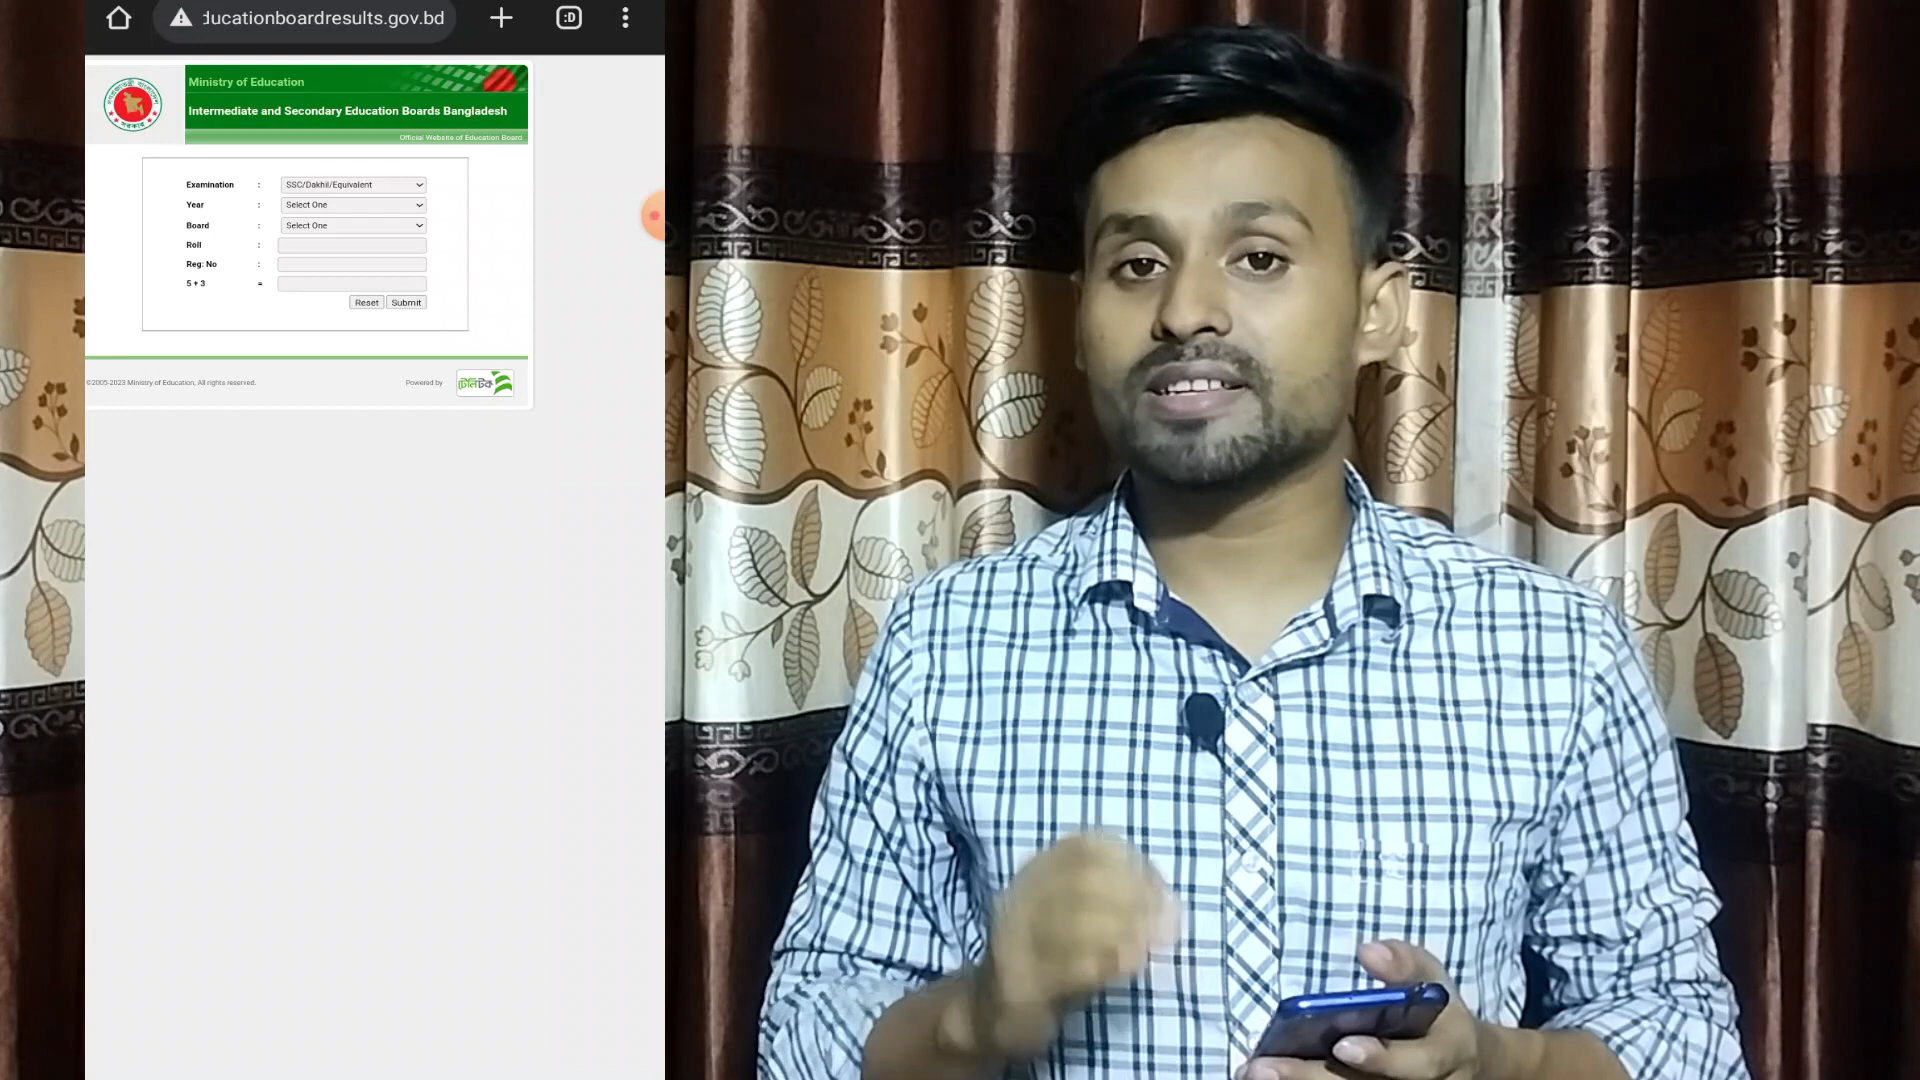 ducationboardresults.gov.bd
:D
Ministry of Education
Intermediate and Secondary Education Boards Bangladesh
Official Website of Education Board
Examination : SSC/Dakhil/Equivalent
Year : Select One
Board : Select One
Roll :
Reg: No :
5 + 3 =
Reset Submit
©2005-2023 Ministry of Education, All rights reserved.
Powered by
টেলিটক